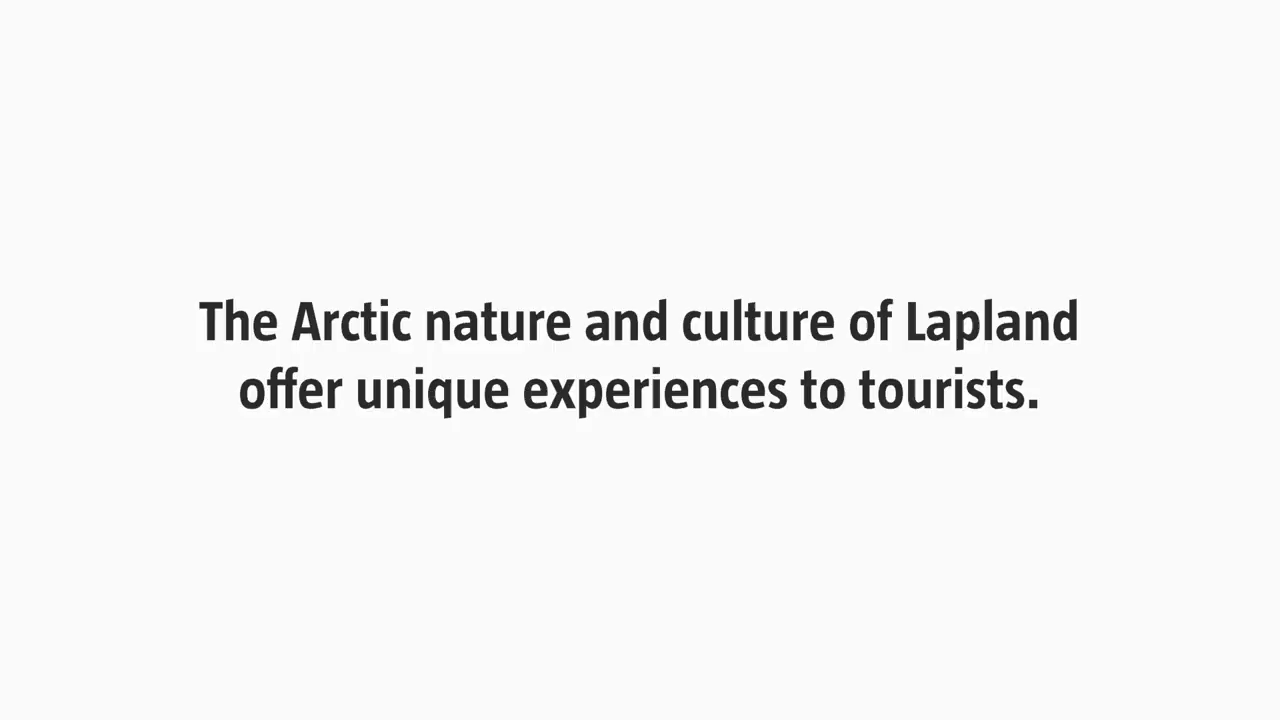 The Arctic nature and culture of Lapland
offer unique experiences to tourists.